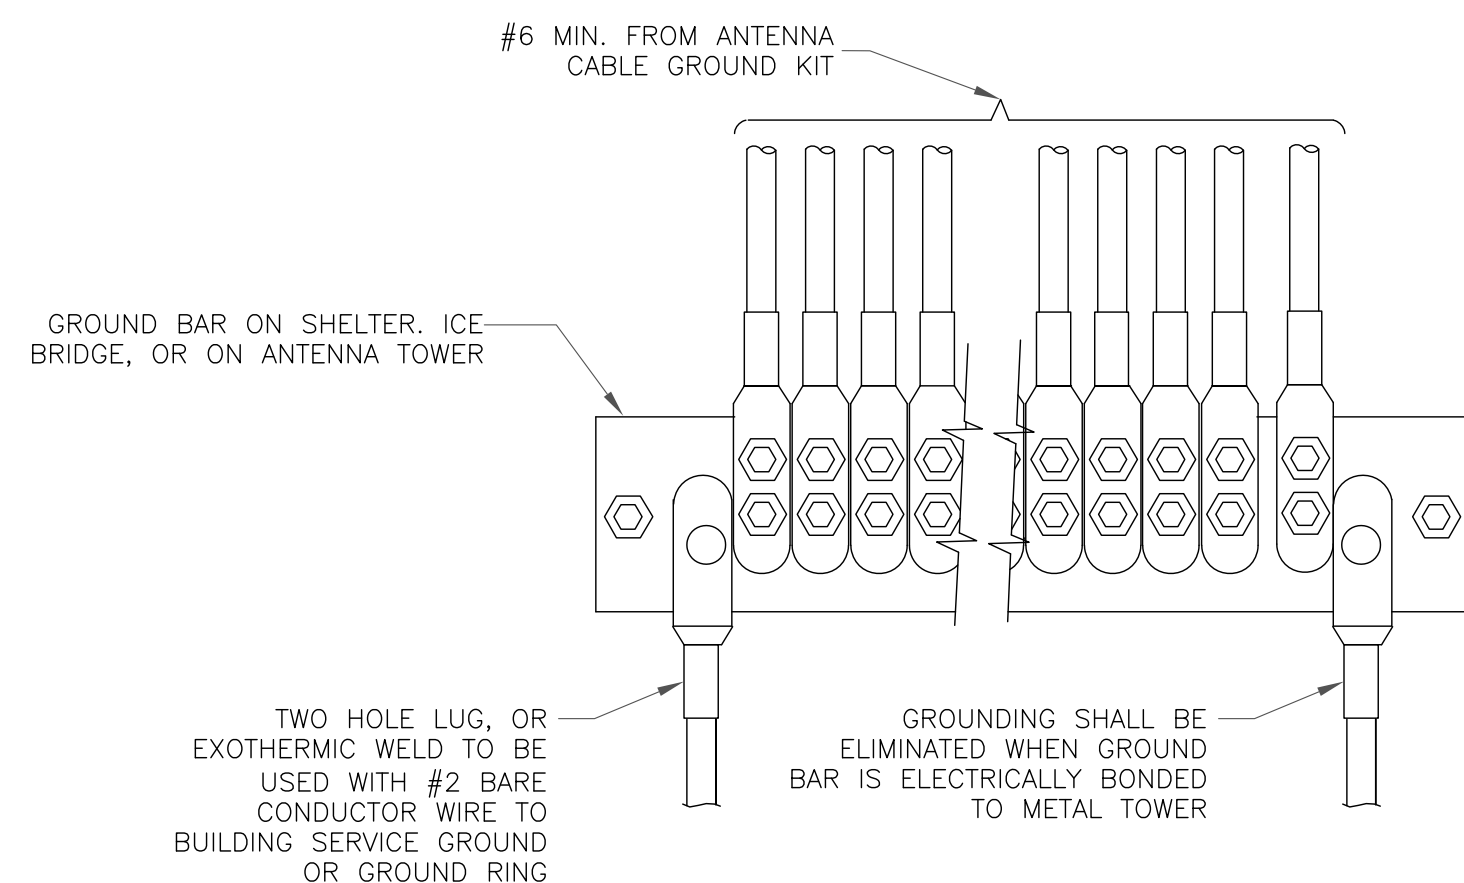 #6 MIN. FROM ANTENNA
CABLE GROUND KIT
GROUND BAR ON SHELTER. ICE
BRIDGE, OR ON ANTENNA TOWER
TWO HOLE LUG, OR
EXOTHERMIC WELD TO BE
USED WITH #2 BARE
CONDUCTOR WIRE TO
BUILDING SERVICE GROUND
OR GROUND RING
GROUNDING SHALL BE
ELIMINATED WHEN GROUND
BAR IS ELECTRICALLY BONDED
TO METAL TOWER